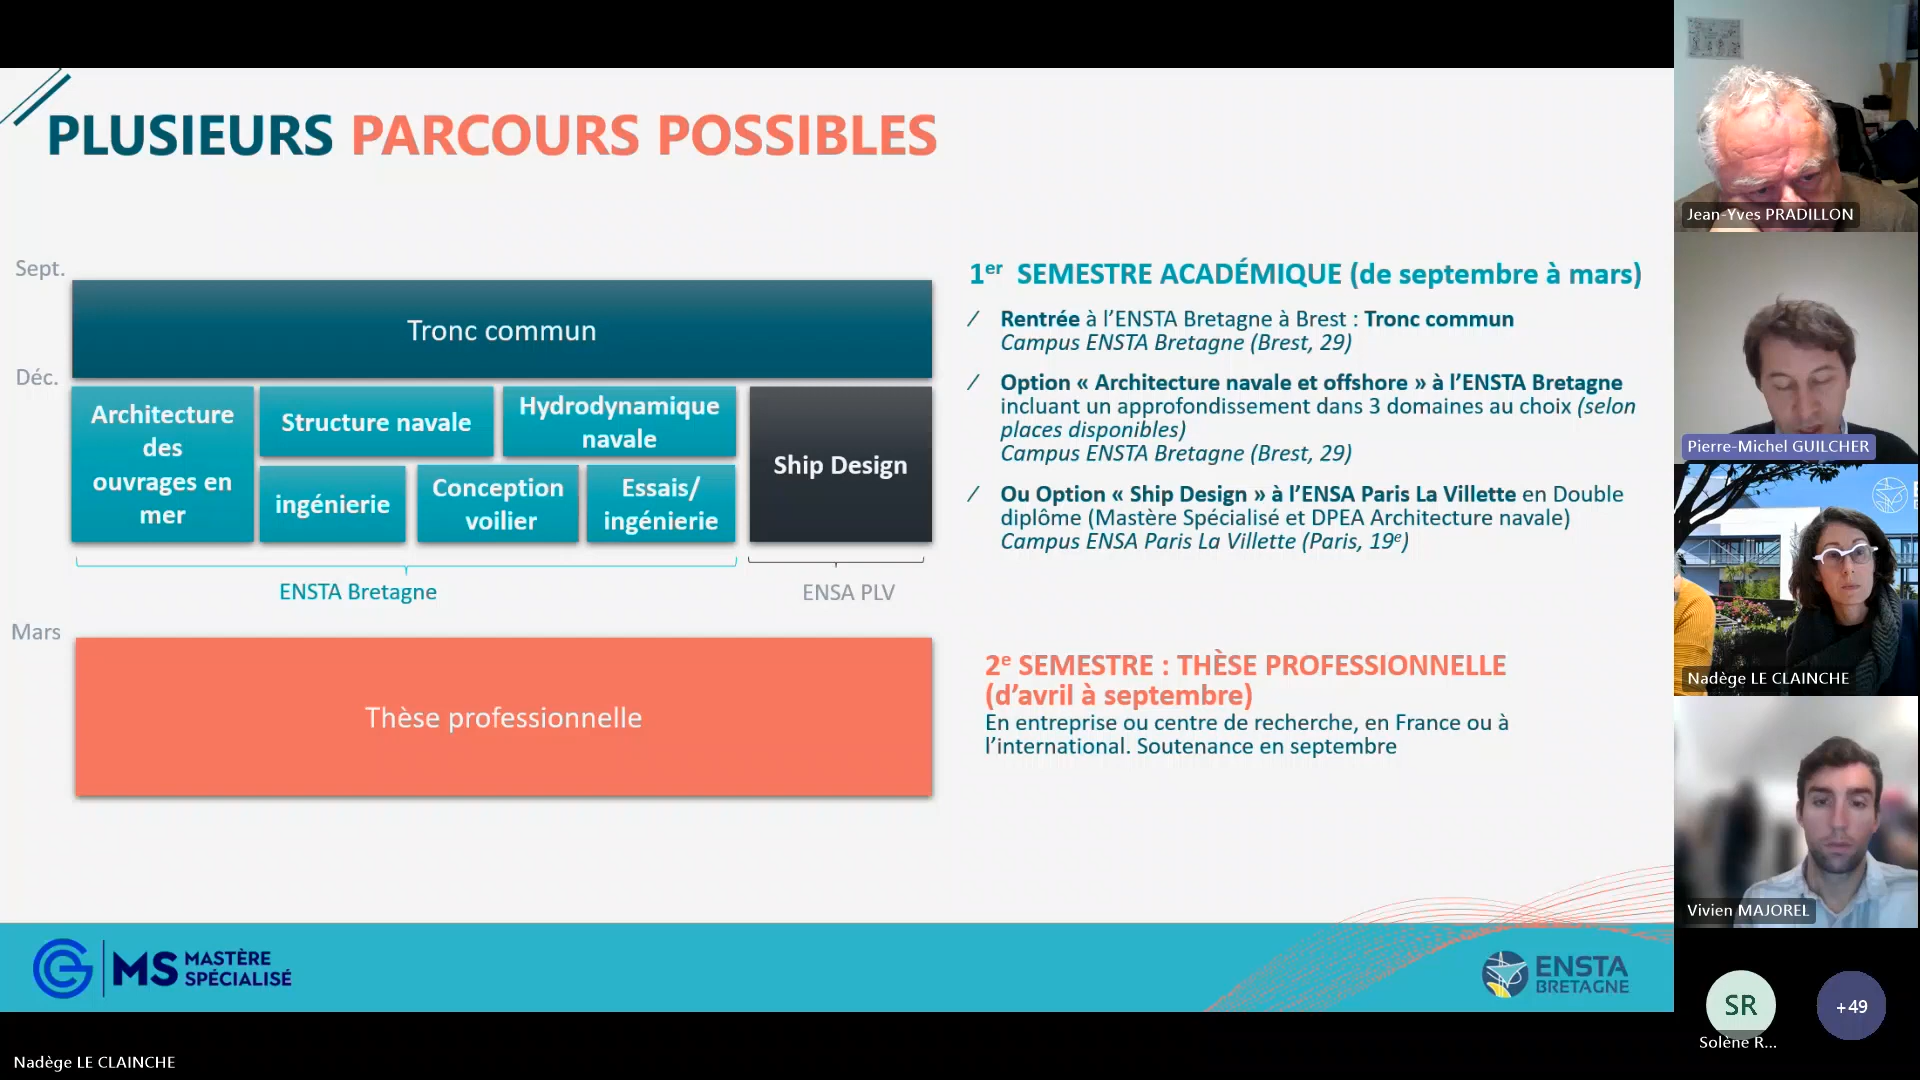 PLUSIEURS PARCOURS POSSIBLES
Sept.
Tronc commun
Déc.
Architecture
des
ouvrages en
mer
Structure navale
Hydrodynamique
navale
ingénierie
Conception
voilier
Essais/
ingénierie
Ship Design
ENSTA Bretagne
ENSA PLV
Mars
Thèse professionnelle
1er SEMESTRE ACADÉMIQUE (de septembre à mars)
/ Rentrée à l’ENSTA Bretagne à Brest : Tronc commun
Campus ENSTA Bretagne (Brest, 29)
/ Option « Architecture navale et offshore » à l’ENSTA Bretagne
incluant un approfondissement dans 3 domaines au choix (selon
places disponibles)
Campus ENSTA Bretagne (Brest, 29)
/ Ou Option « Ship Design » à l’ENSA Paris La Villette en Double
diplôme (Mastère Spécialisé et DPEA Architecture navale)
Campus ENSA Paris La Villette (Paris, 19e)
2e SEMESTRE : THÈSE PROFESSIONNELLE
(d’avril à septembre)
En entreprise ou centre de recherche, en France ou à
l’international. Soutenance en septembre
MS MASTÈRE
SPÉCIALISÉ
ENSTA
BRETAGNE
Jean-Yves PRADILLON
Pierre-Michel GUILCHER
Nadège LE CLAINCHE
Vivien MAJOREL
SR
Solène R...
+49
Nadège LE CLAINCHE